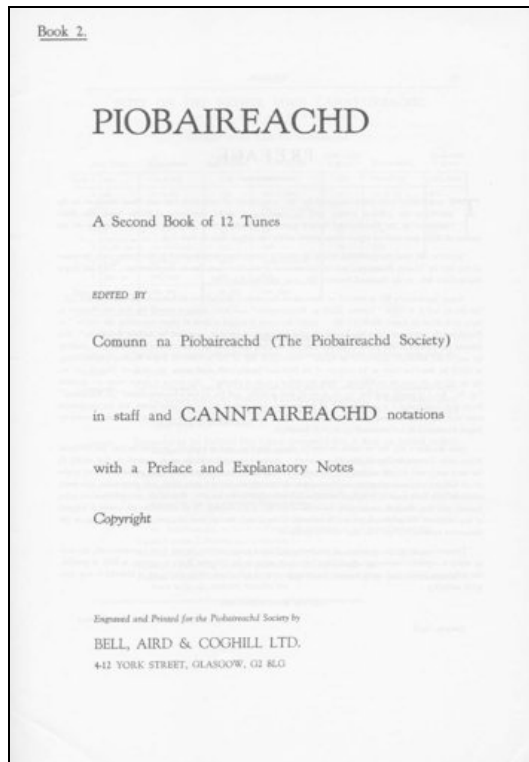 Book 2.
PIOBAIREACHD
A Second Book of 12 Tunes
EDITED BY
Comunn na Piobaireachd (The Piobaireachd Society)
in staff and CANNTAIREACHD notations
with a Preface and Explanatory Notes
Copyright
Engraved and Printed for the Piobaireachd Society by
BELL, AIRD & COGHILL LTD.
4-12 YORK STREET, GLASGOW, G2 8LG